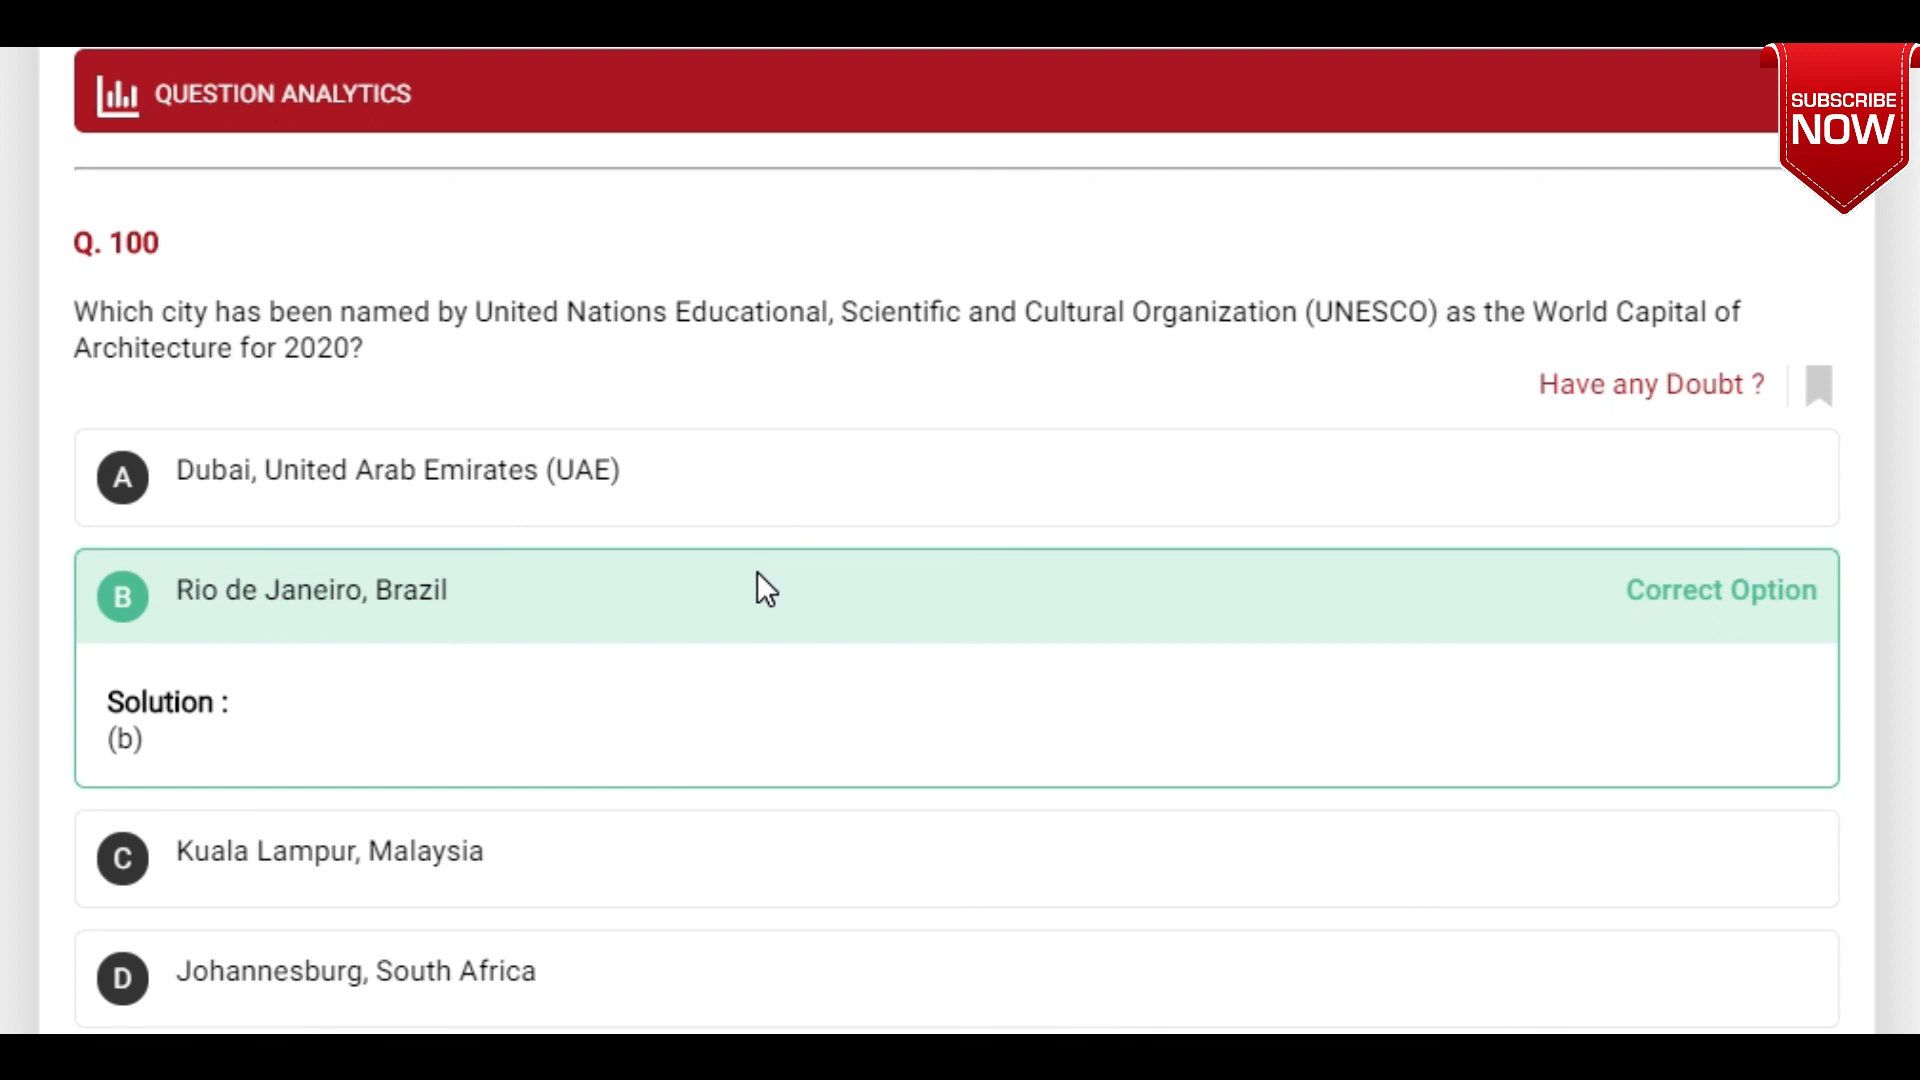 QUESTION ANALYTICS
SUBSCRIBE
NOW
Q. 100
Which city has been named by United Nations Educational, Scientific and Cultural Organization (UNESCO) as the World Capital of
Architecture for 2020?
Have any Doubt ?
A Dubai, United Arab Emirates (UAE)
B Rio de Janeiro, Brazil Correct Option
Solution :
(b)
C Kuala Lampur, Malaysia
D Johannesburg, South Africa